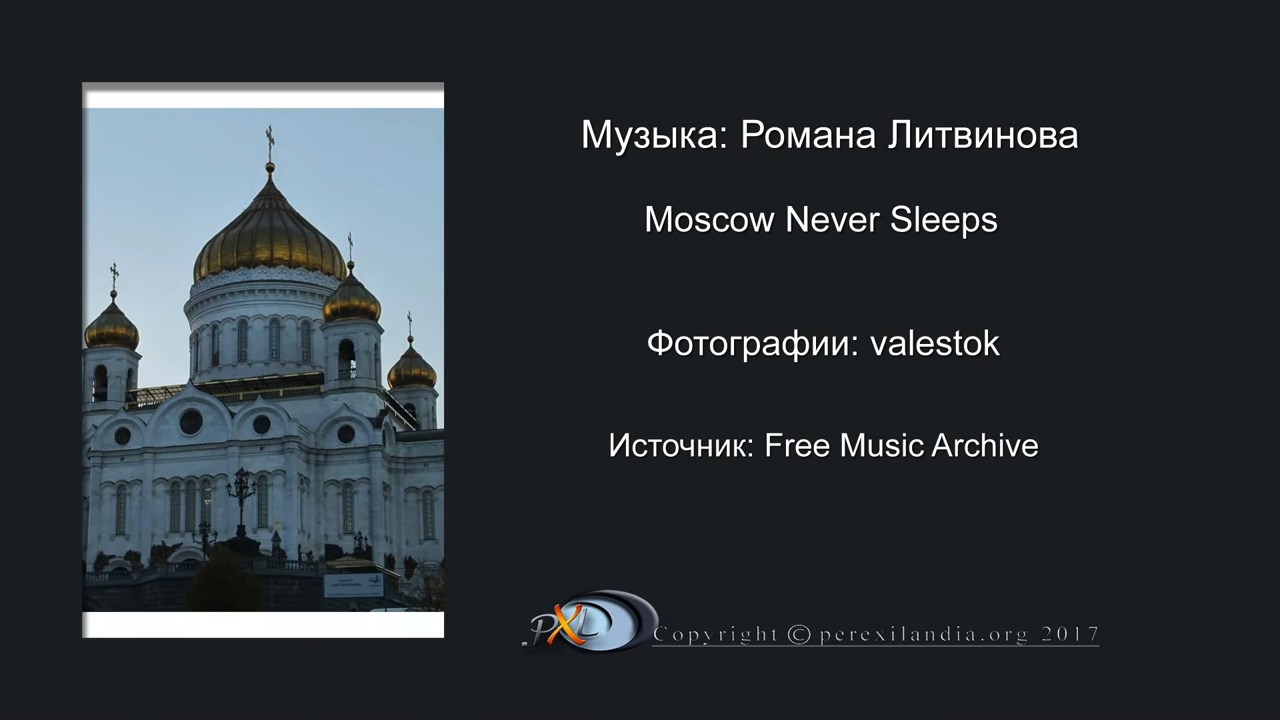 Музыка: Романа Литвинова
Moscow Never Sleeps
Фотографии: valestok
Источник: Free Music Archive
.PXL
Copyright © perexilandia.org 2017